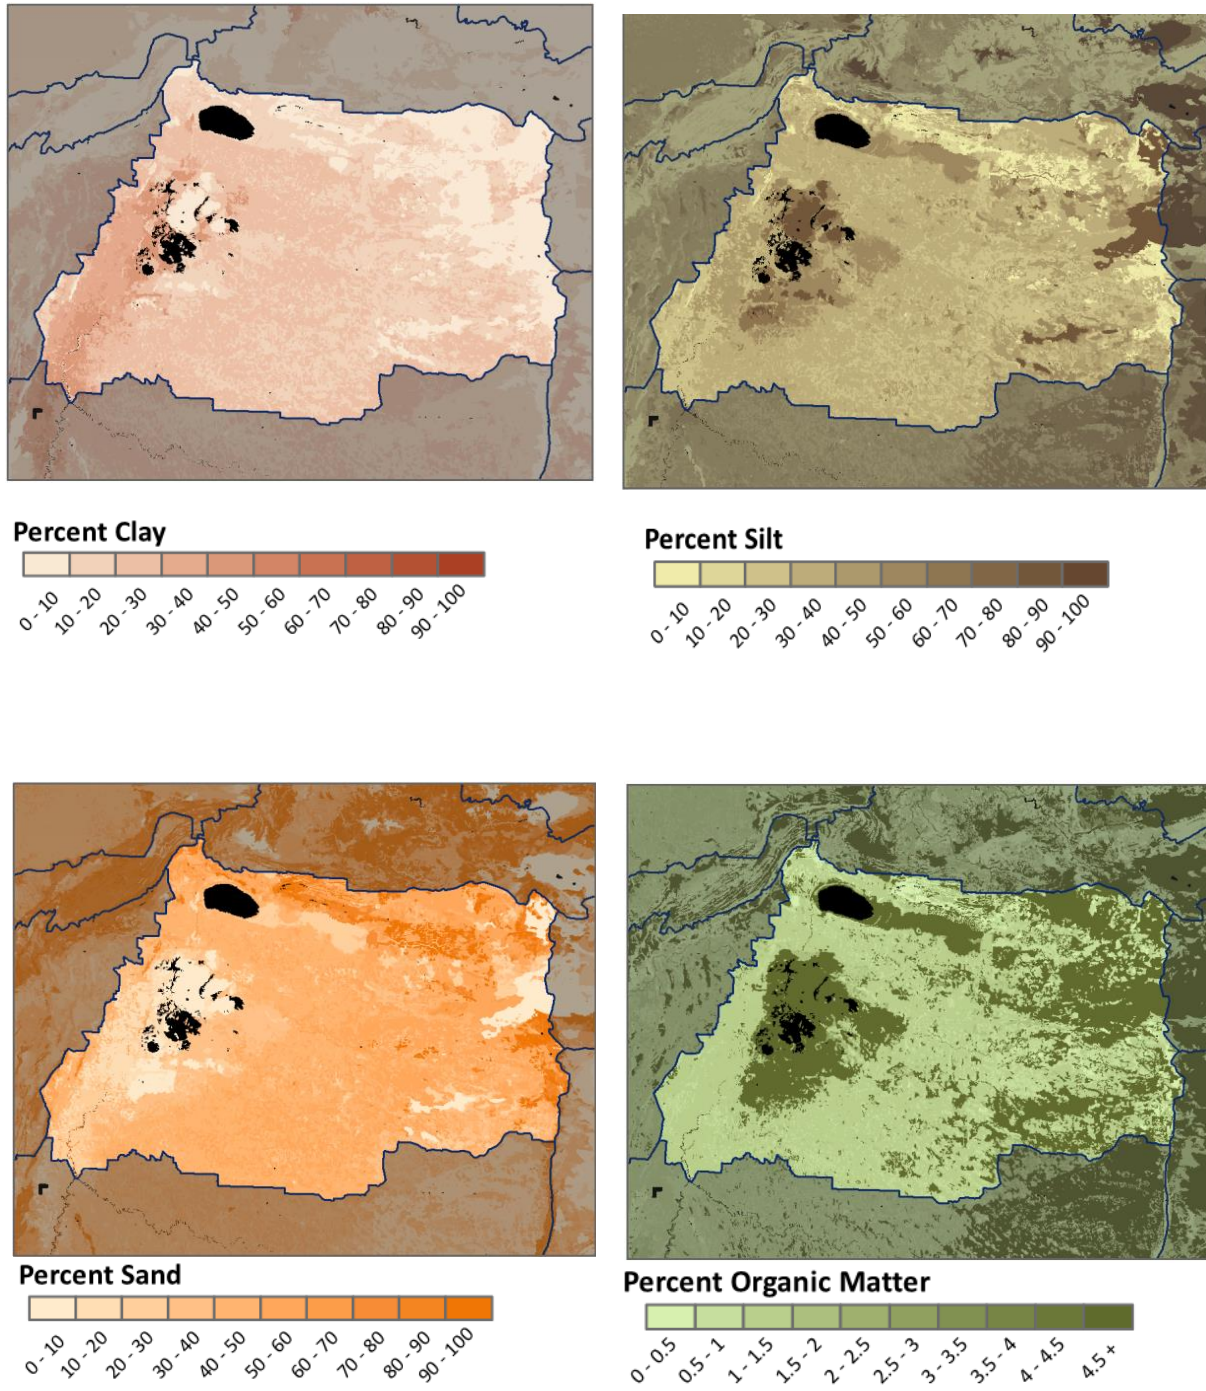 Percent Clay
0 - 10 10 - 20 20 - 30 30 - 40 40 - 50 50 - 60 60 - 70 70 - 80 80 - 90 90 - 100
Percent Silt
0 - 10 10 - 20 20 - 30 30 - 40 40 - 50 50 - 60 60 - 70 70 - 80 80 - 90 90 - 100
Percent Sand
0 - 10 10 - 20 20 - 30 30 - 40 40 - 50 50 - 60 60 - 70 70 - 80 80 - 90 90 - 100
Percent Organic Matter
0 - 0.5 0.5 - 1 1 - 1.5 1.5 - 2 2 - 2.5 2.5 - 3 3 - 3.5 3.5 - 4 4 - 4.5 4.5 +